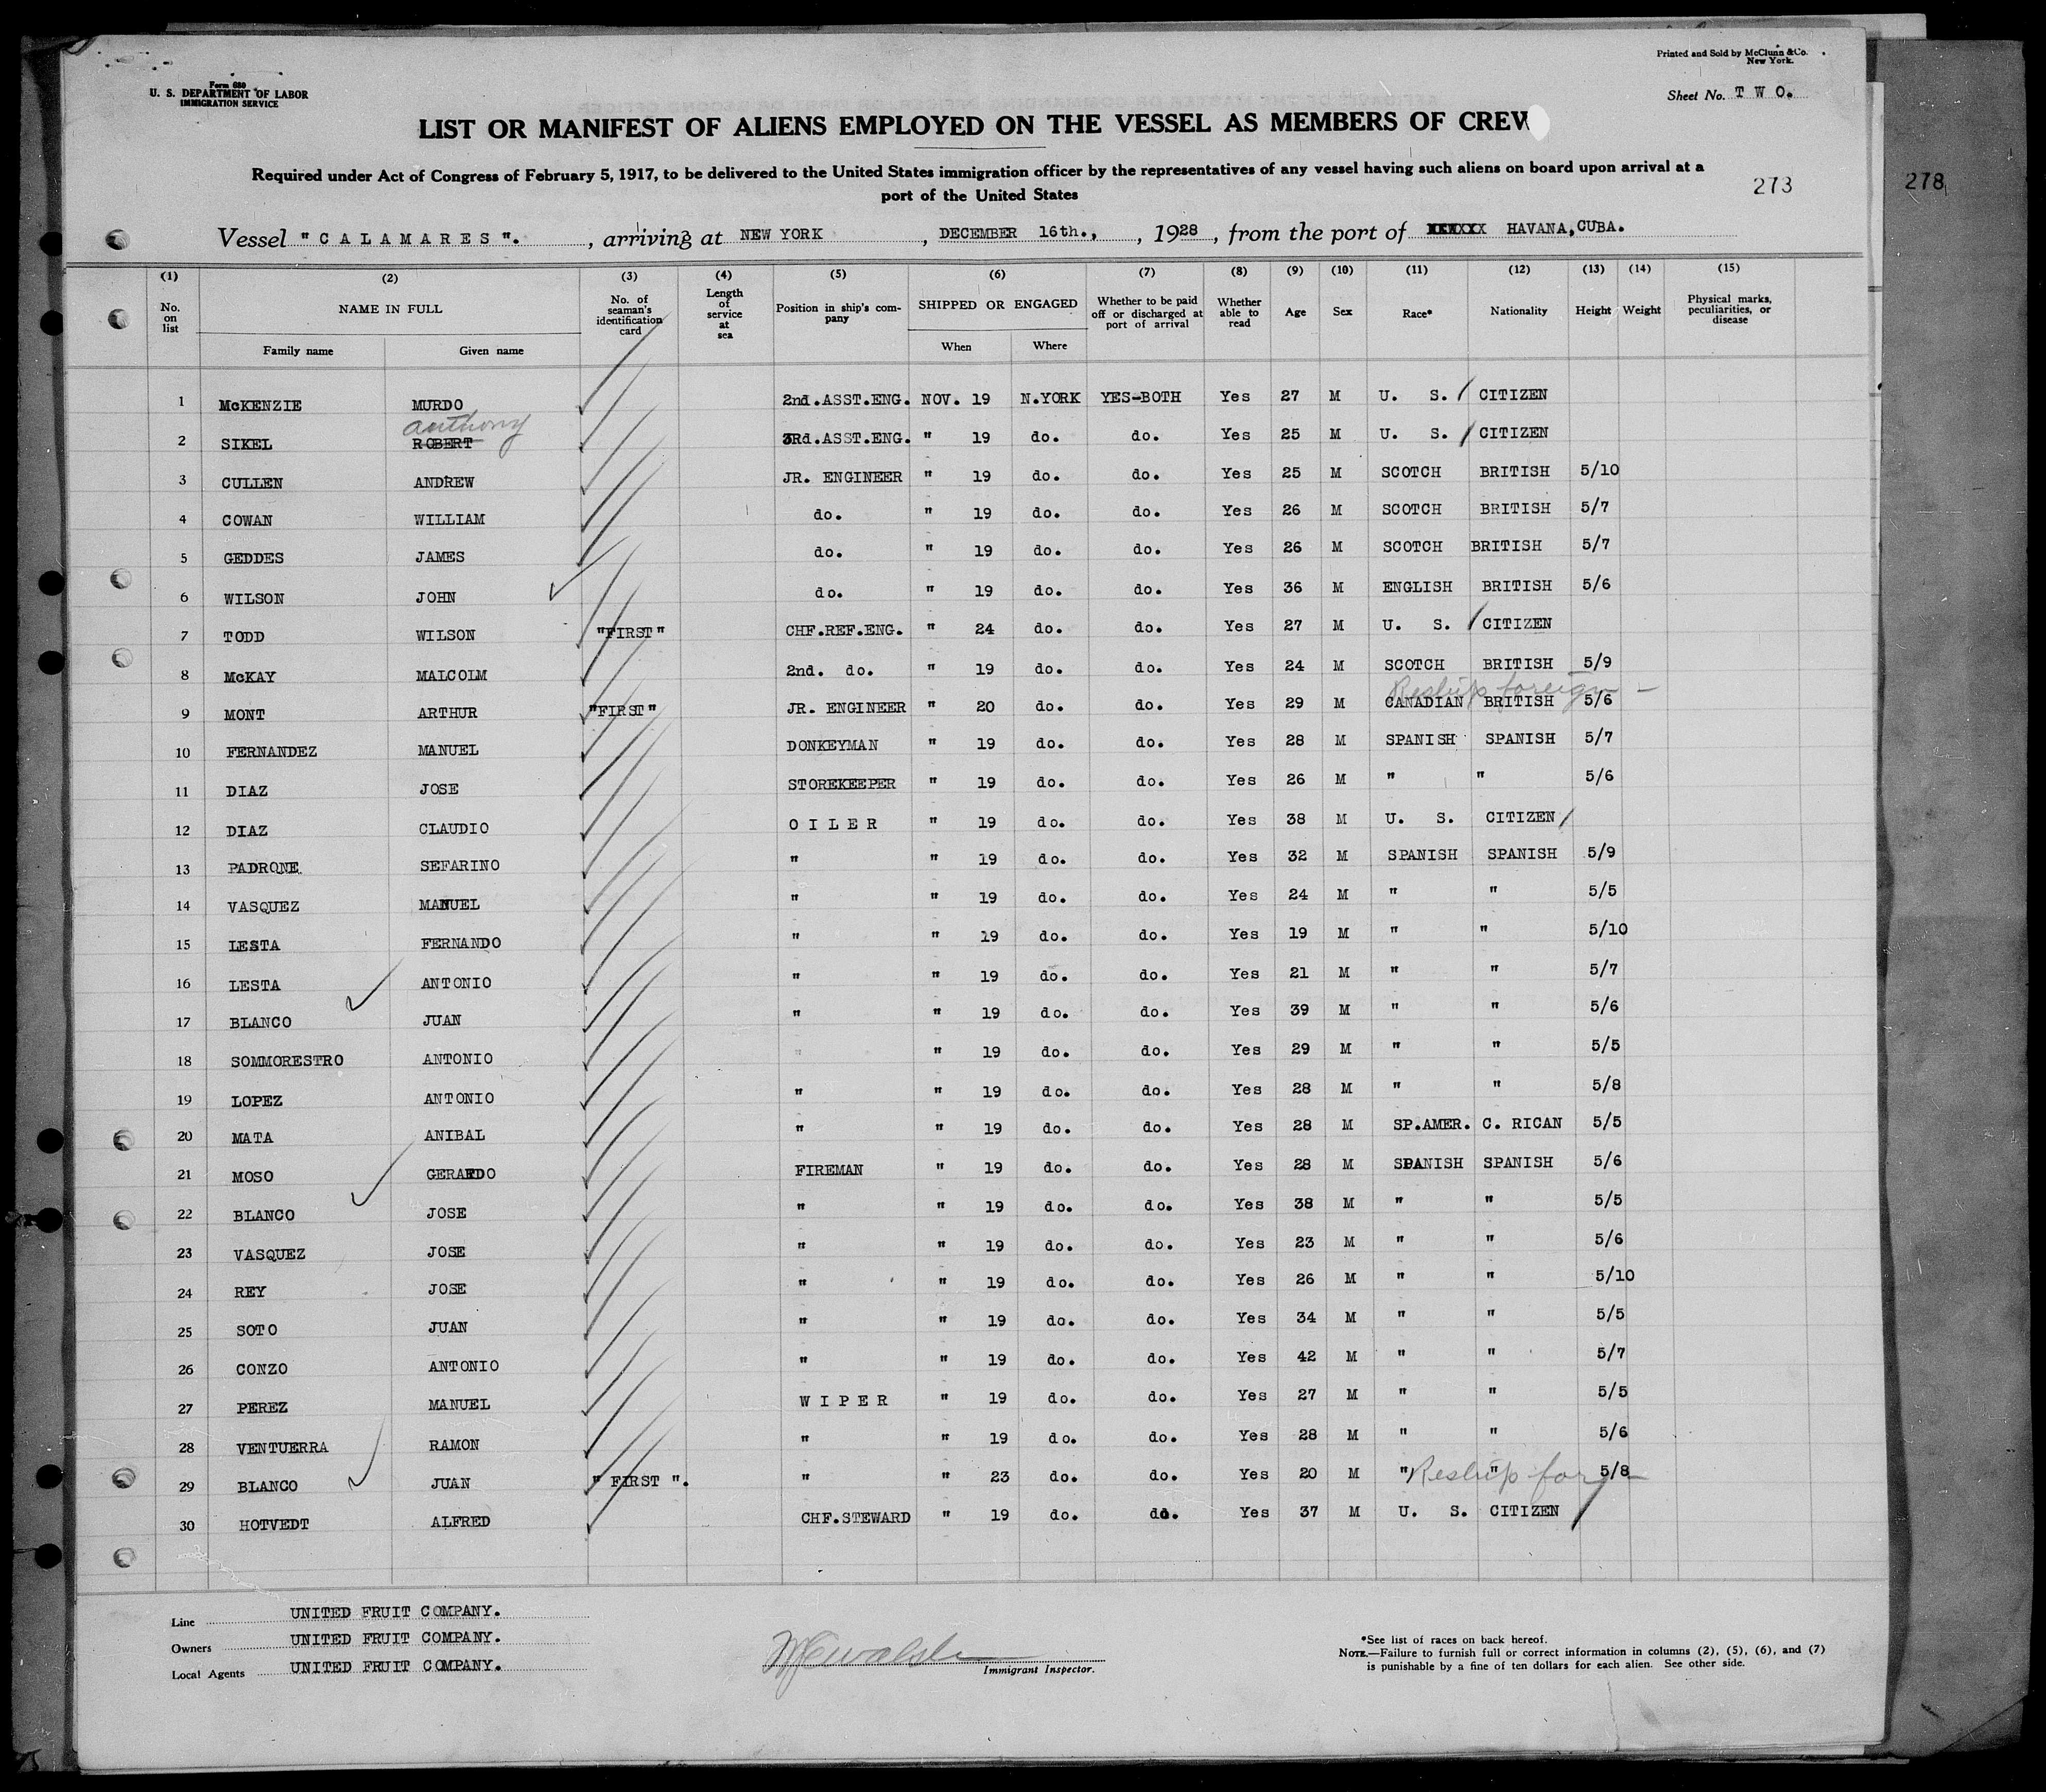 Printed and Sold by McClunn & Co.
New York.
Form 680
U. S. DEPARTMENT OF LABOR
IMMIGRATION SERVICE
Sheet No. T W O.
LIST OR MANIFEST OF ALIENS EMPLOYED ON THE VESSEL AS MEMBERS OF CREW
Required under Act of Congress of February 5, 1917, to be delivered to the United States immigration officer by the representatives of any vessel having such aliens on board upon arrival at a
port of the United States
273
278
Vessel "C A L A M A R E S". , arriving at NEW YORK , DECEMBER 16th., , 1928 , from the port of XXXXXX HAVANA, CUBA.
(1) (2) (3) (4) (5) (6) (7) (8) (9) (10) (11) (12) (13) (14) (15)
No. on list NAME IN FULL No. of seaman's identification card Length of service at sea Position in ship's company SHIPPED OR ENGAGED Whether to be paid off or discharged at port of arrival Whether able to read Age Sex Race* Nationality Height Weight Physical marks, peculiarities, or disease
Family name Given name When Where
1 McKENZIE MURDO 2nd.ASST.ENG. NOV. 19 N.YORK YES-BOTH Yes 27 M U. S. / CITIZEN
Anthony
2 SIKEL ROBERT 3Rd.ASST.ENG. " 19 do. do. Yes 25 M U. S. / CITIZEN
3 CULLEN ANDREW JR. ENGINEER " 19 do. do. Yes 25 M SCOTCH BRITISH 5/10
4 COWAN WILLIAM do. " 19 do. do. Yes 26 M SCOTCH BRITISH 5/7
5 GEDDES JAMES do. " 19 do. do. Yes 26 M SCOTCH BRITISH 5/7
6 WILSON JOHN do. " 19 do. do. Yes 36 M ENGLISH BRITISH 5/6
7 TODD WILSON "FIRST" CHF.REF.ENG. " 24 do. do. Yes 27 M U. S. / CITIZEN
8 McKAY MALCOLM 2nd. do. " 19 do. do. Yes 24 M SCOTCH BRITISH 5/9
Reship foreign -
9 MONT ARTHUR "FIRST" JR. ENGINEER " 20 do. do. Yes 29 M CANADIAN BRITISH 5/6
10 FERNANDEZ MANUEL DONKEYMAN " 19 do. do. Yes 28 M SPANISH SPANISH 5/7
11 DIAZ JOSE STOREKEEPER " 19 do. do. Yes 26 M " " 5/6
12 DIAZ CLAUDIO O I L E R " 19 do. do. Yes 38 M U. S. CITIZEN /
13 PADRONE SEFARINO " " 19 do. do. Yes 32 M SPANISH SPANISH 5/9
14 VASQUEZ MANUEL " " 19 do. do. Yes 24 M " " 5/5
15 LESTA FERNANDO " " 19 do. do. Yes 19 M " " 5/10
16 LESTA ANTONIO " " 19 do. do. Yes 21 M " " 5/7
17 BLANCO JUAN " " 19 do. do. Yes 39 M " " 5/6
18 SOMMORESTRO ANTONIO " " 19 do. do. Yes 29 M " " 5/5
19 LOPEZ ANTONIO " " 19 do. do. Yes 28 M " " 5/8
20 MATA ANIBAL " " 19 do. do. Yes 28 M SP.AMER. C. RICAN 5/5
21 MOSO GERARDO FIREMAN " 19 do. do. Yes 28 M SPANISH SPANISH 5/6
22 BLANCO JOSE " " 19 do. do. Yes 38 M " " 5/5
23 VASQUEZ JOSE " " 19 do. do. Yes 23 M " " 5/6
24 REY JOSE " " 19 do. do. Yes 26 M " " 5/10
25 SOTO JUAN " " 19 do. do. Yes 34 M " " 5/5
26 CONZO ANTONIO " " 19 do. do. Yes 42 M " " 5/7
27 PEREZ MANUEL W I P E R " 19 do. do. Yes 27 M " " 5/5
28 VENTUERRA RAMON " " 19 do. do. Yes 28 M " " 5/6
29 BLANCO JUAN " FIRST ". " " 23 do. do. Yes 20 M " " Reship for 5/8
30 HOTVEDT ALFRED CHF.STEWARD " 19 do. do. Yes 37 M U. S. CITIZEN /
Line UNITED FRUIT COMPANY.
Owners UNITED FRUIT COMPANY.
Local Agents UNITED FRUIT COMPANY.
Immigrant Inspector.
*See list of races on back hereof.
NOTE.—Failure to furnish full or correct information in columns (2), (5), (6), and (7)
is punishable by a fine of ten dollars for each alien. See other side.